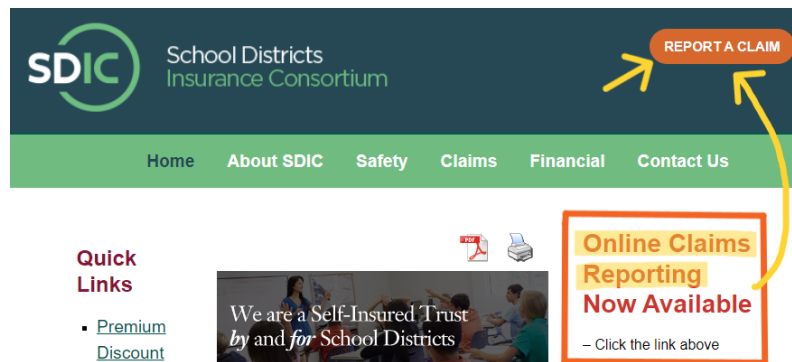 SDIC
School Districts
Insurance Consortium
REPORT A CLAIM
Home About SDIC Safety Claims Financial Contact Us
Quick
Links
Premium
Discount
PDF
We are a Self-Insured Trust
by and for School Districts
Online Claims
Reporting
Now Available
– Click the link above